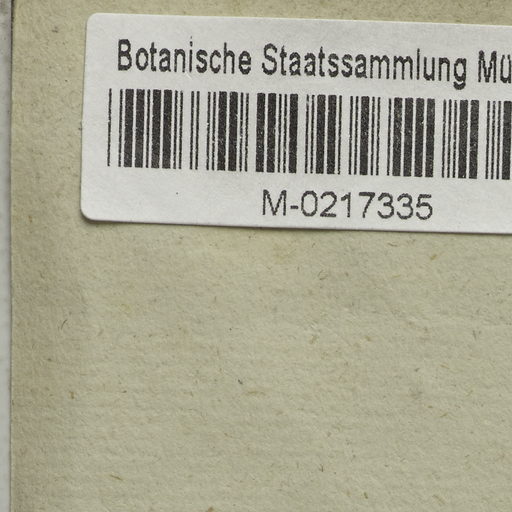 Botanische Staatssammlung Mü
M-0217335